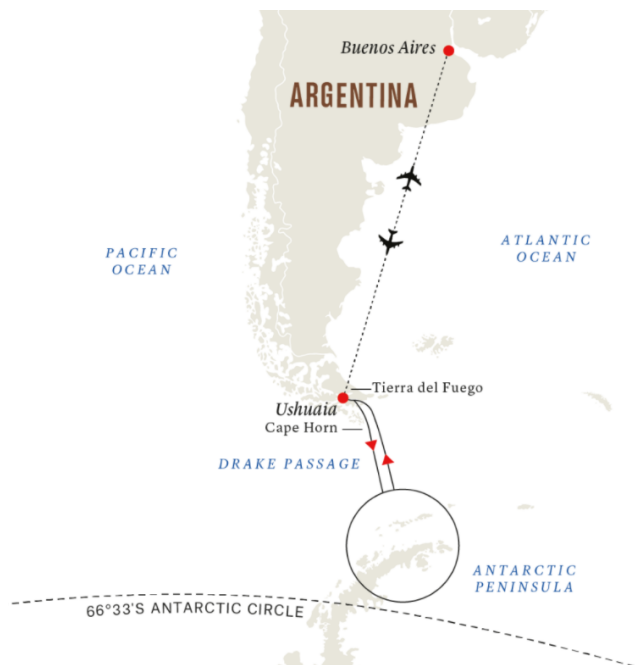 Buenos Aires
ARGENTINA
PACIFIC
OCEAN
ATLANTIC
OCEAN
Tierra del Fuego
Ushuaia
Cape Horn
DRAKE PASSAGE
ANTARCTIC
PENINSULA
66°33'S ANTARCTIC CIRCLE